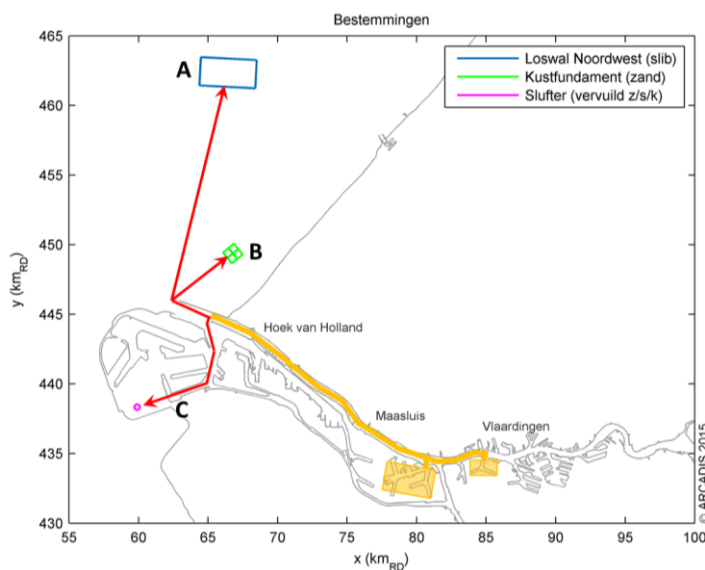 Bestemmingen
Loswal Noordwest (slib)
Kustfundament (zand)
Slufter (vervuild z/s/k)
A
B
C
Hoek van Holland
Maasluis
Vlaardingen
465
460
455
450
445
440
435
430
y (km_RD)
55 60 65 70 75 80 85 90 95 100
x (km_RD)
© ARCADIS 2015